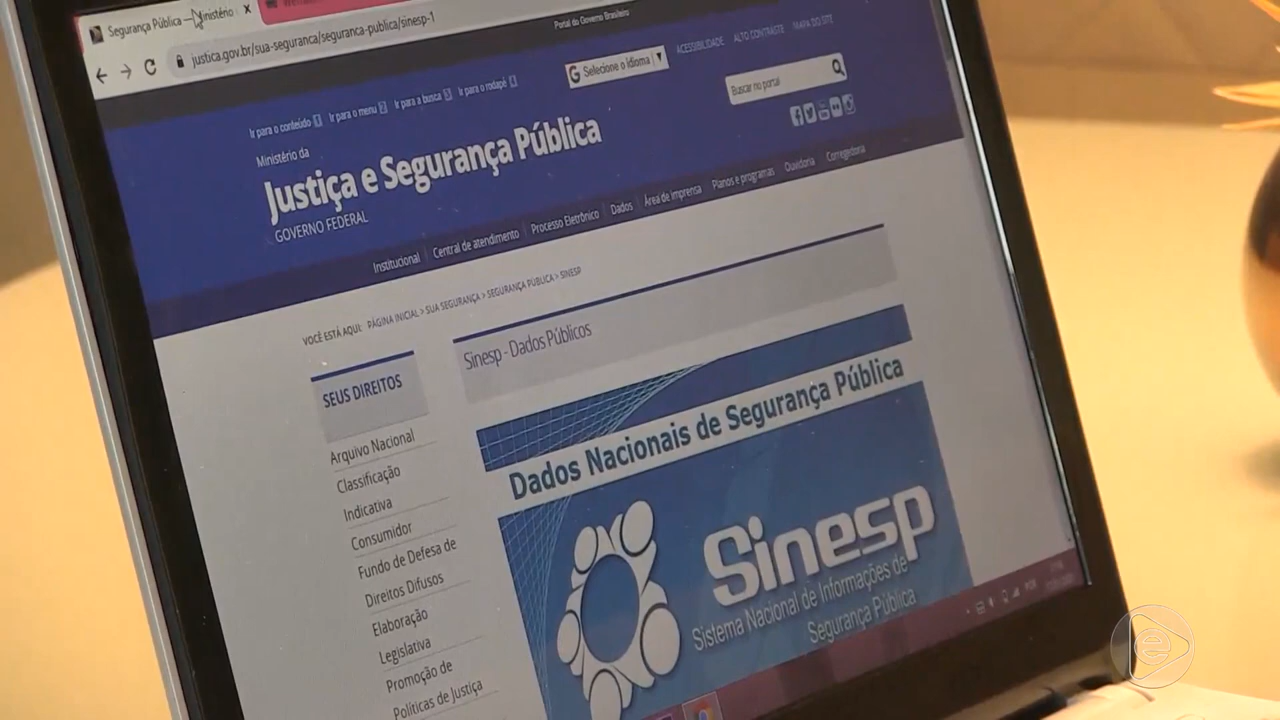 Segurança Pública — Ministério
justica.gov.br/sua-seguranca/seguranca-publica/sinesp-1
Portal do Governo Brasileiro
Ir para o conteúdo 1 Ir para o menu 2 Ir para a busca 3 Ir para o rodapé 4
Selecione o idioma
ACESSIBILIDADE ALTO CONTRASTE MAPA DO SITE
Ministério da
Justiça e Segurança Pública
GOVERNO FEDERAL
Buscar no portal
Institucional Central de atendimento Processo Eletrônico Dados Área de Imprensa Planos e programas Ouvidoria Corregedoria
VOCÊ ESTÁ AQUI: PÁGINA INICIAL > SUA SEGURANÇA > SEGURANÇA PÚBLICA > SINESP
SEUS DIREITOS
Arquivo Nacional
Classificação
Indicativa
Consumidor
Fundo de Defesa de
Direitos Difusos
Elaboração
Legislativa
Promoção de
Políticas de Justiça
Sinesp - Dados Públicos
Dados Nacionais de Segurança Pública
Sinesp
Sistema Nacional de Informações de
Segurança Pública
e